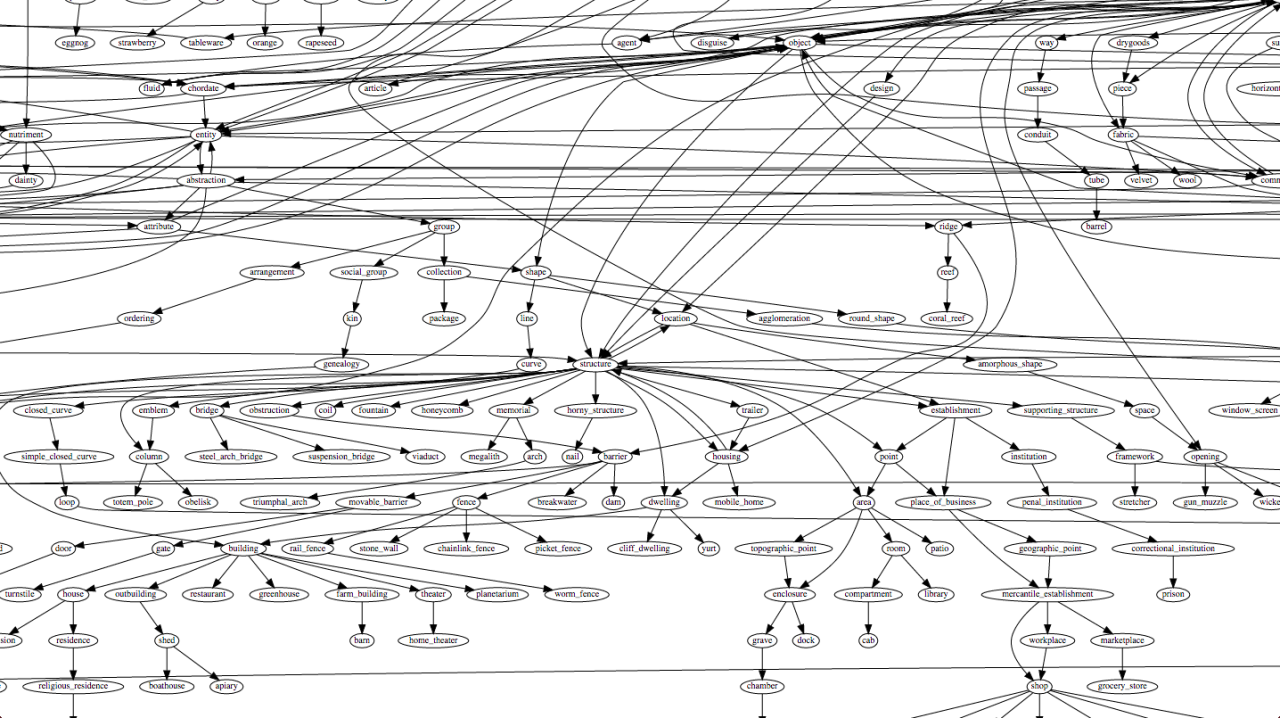 eggnog strawberry tableware orange rapeseed agent disguise object way drygoods
fluid chordate article design passage piece
nutriment entity conduit fabric
dainty abstraction tube velvet wool
attribute group ridge barrel
arrangement social_group collection shape reef
ordering kin package line location agglomeration round_shape coral_reef
genealogy curve structure amorphous_shape
closed_curve emblem bridge obstruction coil fountain honeycomb memorial horny_structure trailer establishment supporting_structure space window_screen
simple_closed_curve column steel_arch_bridge suspension_bridge viaduct megalith arch nail barrier housing point institution framework opening
loop totem_pole obelisk triumphal_arch movable_barrier fence breakwater dam dwelling mobile_home area place_of_business penal_institution stretcher gun_muzzle
door gate building rail_fence stone_wall chainlink_fence picket_fence cliff_dwelling yurt topographic_point room patio geographic_point correctional_institution
turnstile house outbuilding restaurant greenhouse farm_building theater planetarium worm_fence enclosure compartment library mercantile_establishment prison
sion residence shed barn home_theater grave dock cab workplace marketplace
religious_residence boathouse apiary chamber shop grocery_store